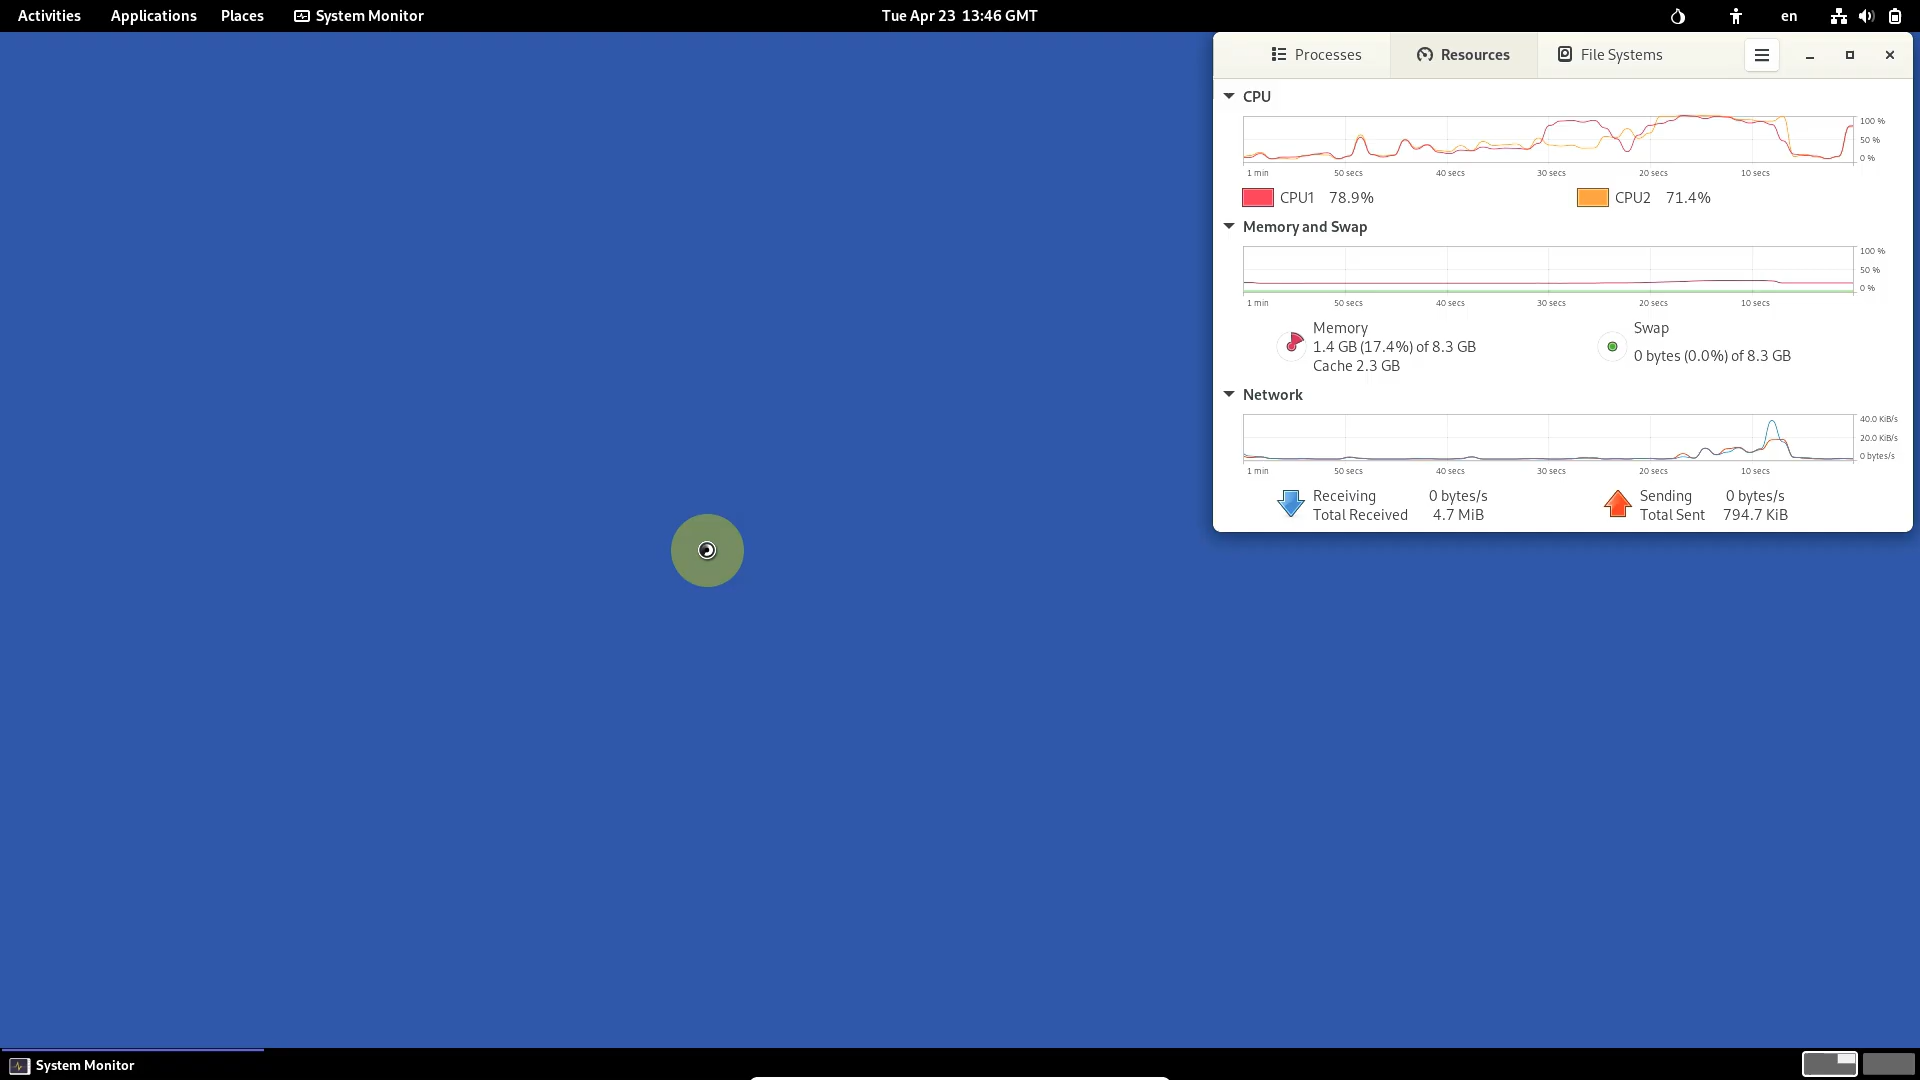 Activities Applications Places System Monitor Tue Apr 23 13:46 GMT en
Processes Resources File Systems
CPU
100 %
50 %
0 %
1 min 50 secs 40 secs 30 secs 20 secs 10 secs
CPU1 78.9% CPU2 71.4%
Memory and Swap
100 %
50 %
0 %
1 min 50 secs 40 secs 30 secs 20 secs 10 secs
Memory
1.4 GB (17.4%) of 8.3 GB
Cache 2.3 GB
Swap
0 bytes (0.0%) of 8.3 GB
Network
40.0 KiB/s
20.0 KiB/s
0 bytes/s
1 min 50 secs 40 secs 30 secs 20 secs 10 secs
Receiving 0 bytes/s Sending 0 bytes/s
Total Received 4.7 MiB Total Sent 794.7 KiB
System Monitor